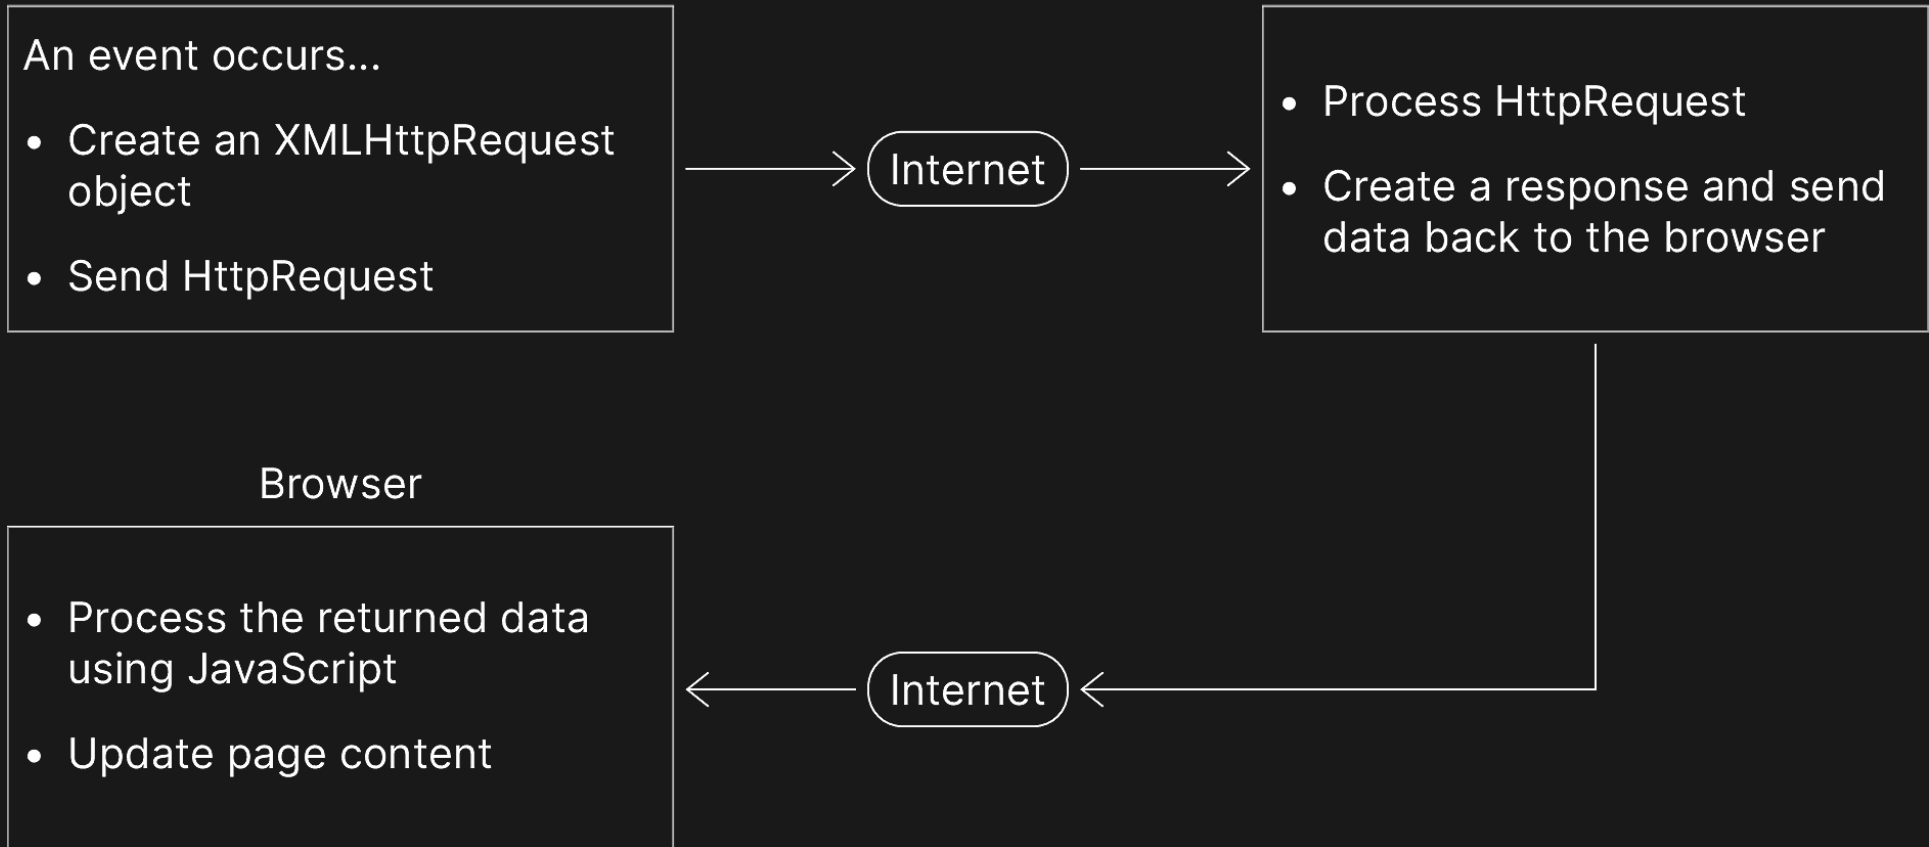 An event occurs...
• Create an XMLHttpRequest
object
• Send HttpRequest
Internet
• Process HttpRequest
• Create a response and send
data back to the browser
Browser
• Process the returned data
using JavaScript
• Update page content
Internet